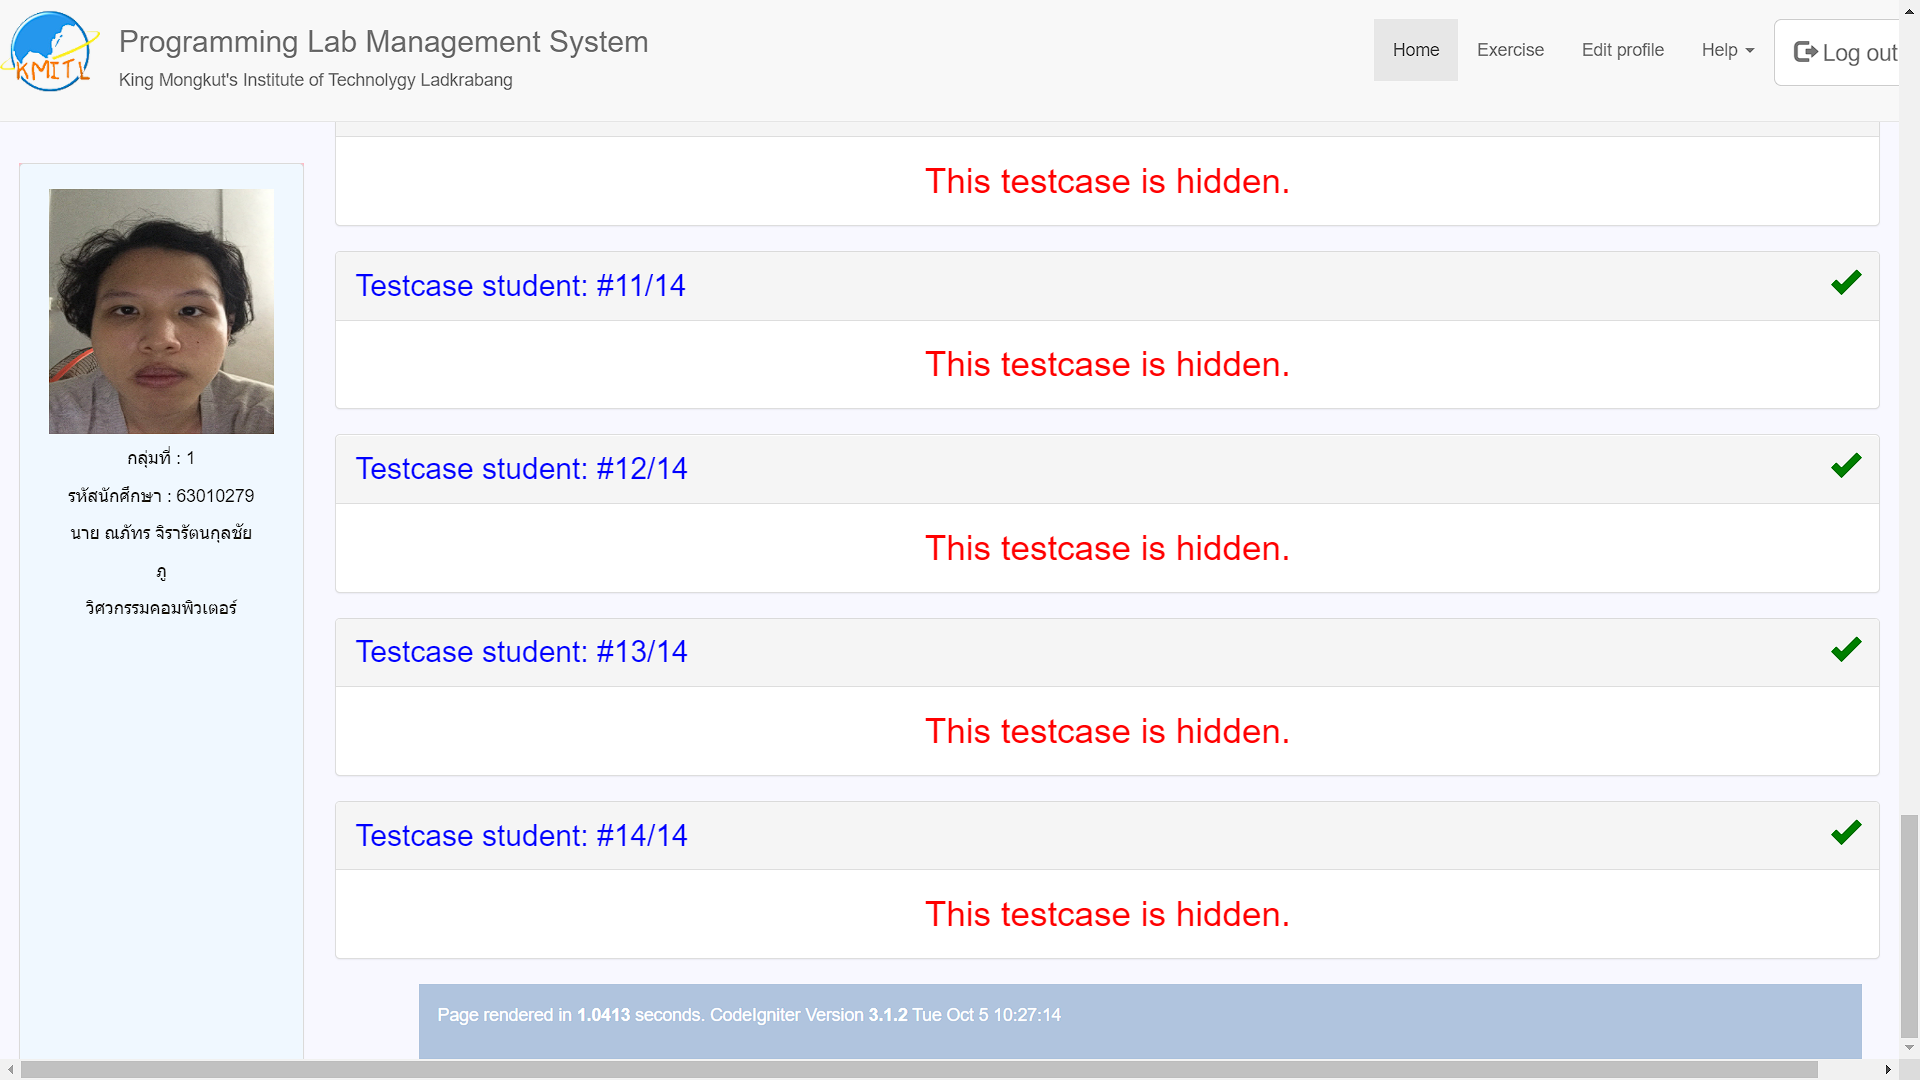 KMITL
Programming Lab Management System
King Mongkut's Institute of Technolygy Ladkrabang
Home
Exercise
Edit profile
Help
Log out
กลุ่มที่ : 1
รหัสนักศึกษา : 63010279
นาย ณภัทร จิรารัตนกุลชัย
ภู
วิศวกรรมคอมพิวเตอร์
This testcase is hidden.
Testcase student: #11/14
This testcase is hidden.
Testcase student: #12/14
This testcase is hidden.
Testcase student: #13/14
This testcase is hidden.
Testcase student: #14/14
This testcase is hidden.
Page rendered in 1.0413 seconds. CodeIgniter Version 3.1.2 Tue Oct 5 10:27:14